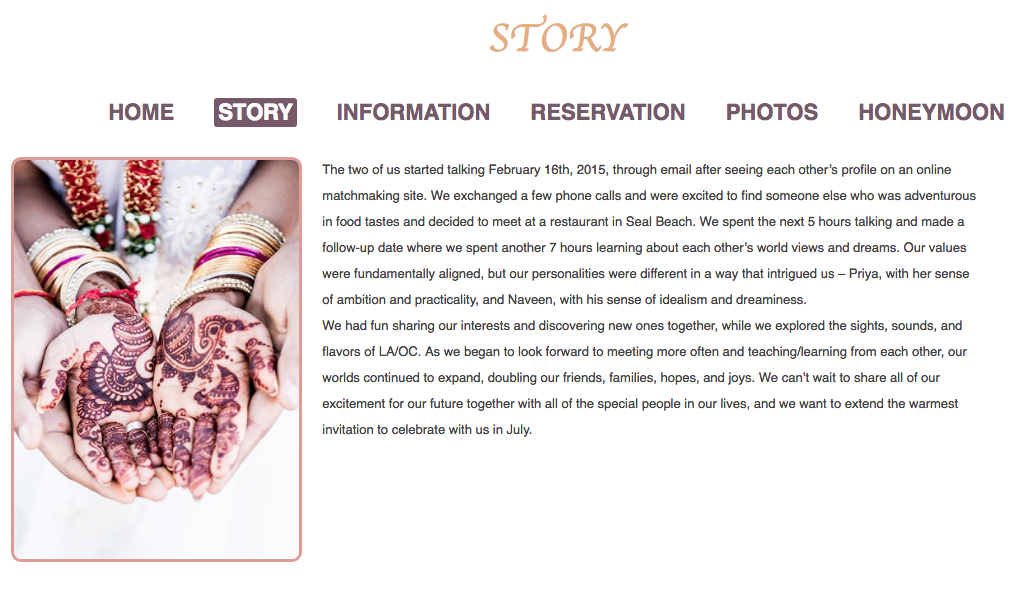 STORY
HOME STORY INFORMATION RESERVATION PHOTOS HONEYMOON
The two of us started talking February 16th, 2015, through email after seeing each other’s profile on an online
matchmaking site. We exchanged a few phone calls and were excited to find someone else who was adventurous
in food tastes and decided to meet at a restaurant in Seal Beach. We spent the next 5 hours talking and made a
follow-up date where we spent another 7 hours learning about each other’s world views and dreams. Our values
were fundamentally aligned, but our personalities were different in a way that intrigued us – Priya, with her sense
of ambition and practicality, and Naveen, with his sense of idealism and dreaminess.
We had fun sharing our interests and discovering new ones together, while we explored the sights, sounds, and
flavors of LA/OC. As we began to look forward to meeting more often and teaching/learning from each other, our
worlds continued to expand, doubling our friends, families, hopes, and joys. We can’t wait to share all of our
excitement for our future together with all of the special people in our lives, and we want to extend the warmest
invitation to celebrate with us in July.